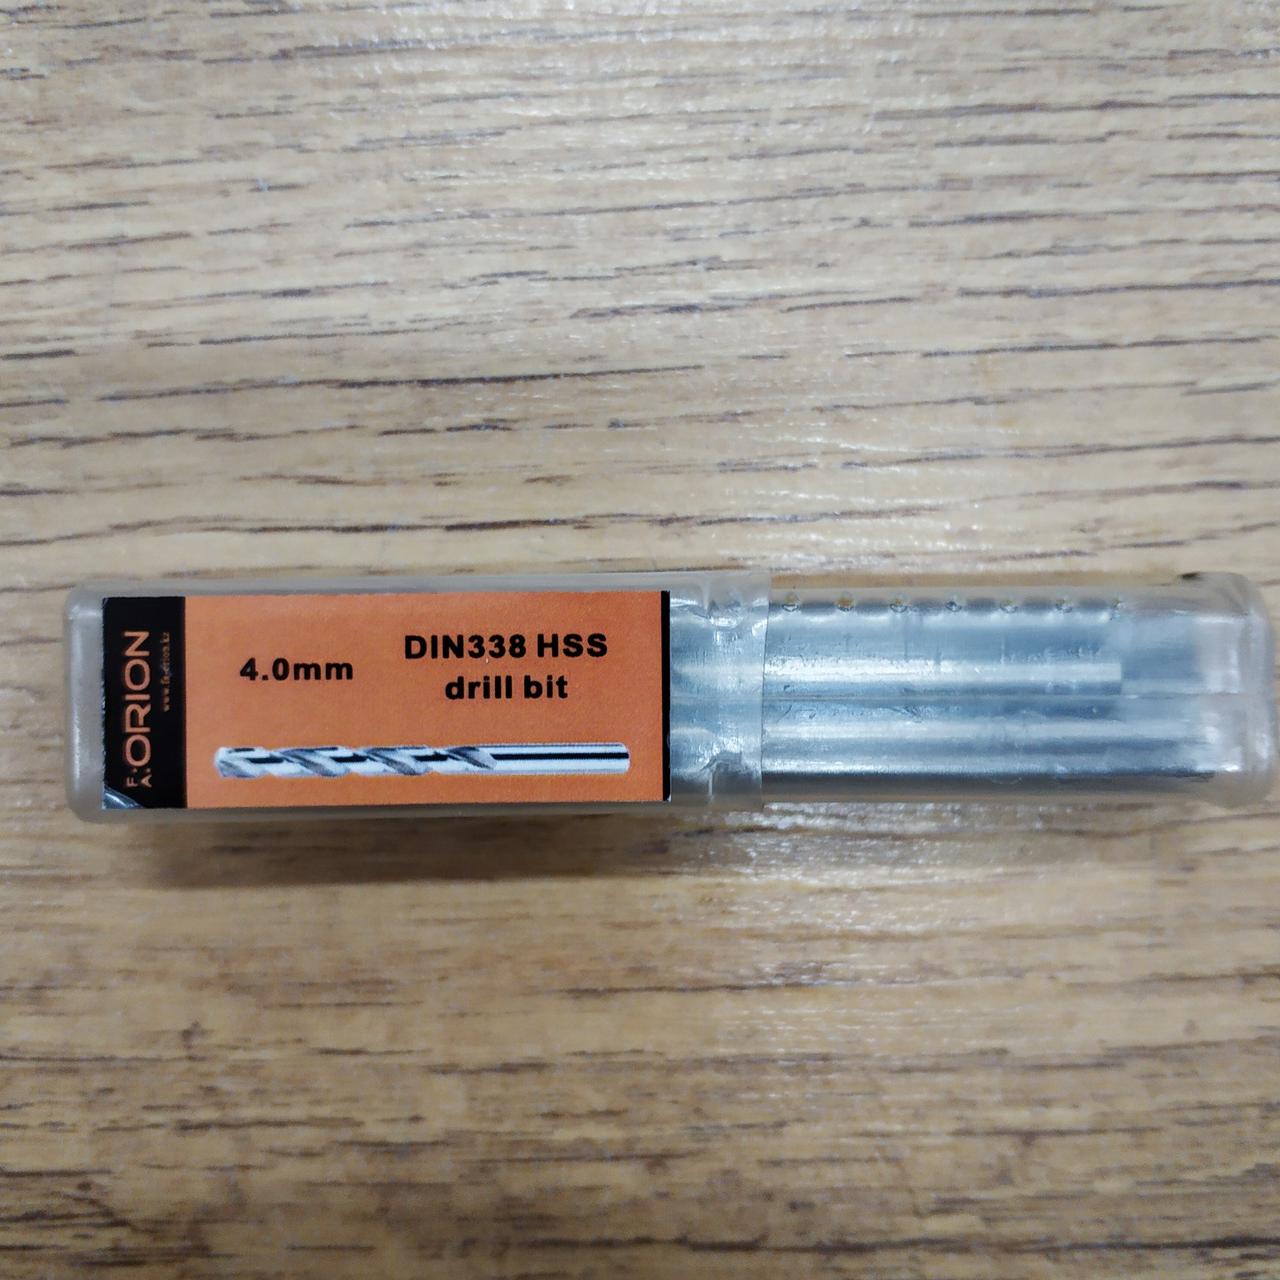 F.A. ORION
4.0mm
DIN338 HSS
drill bit